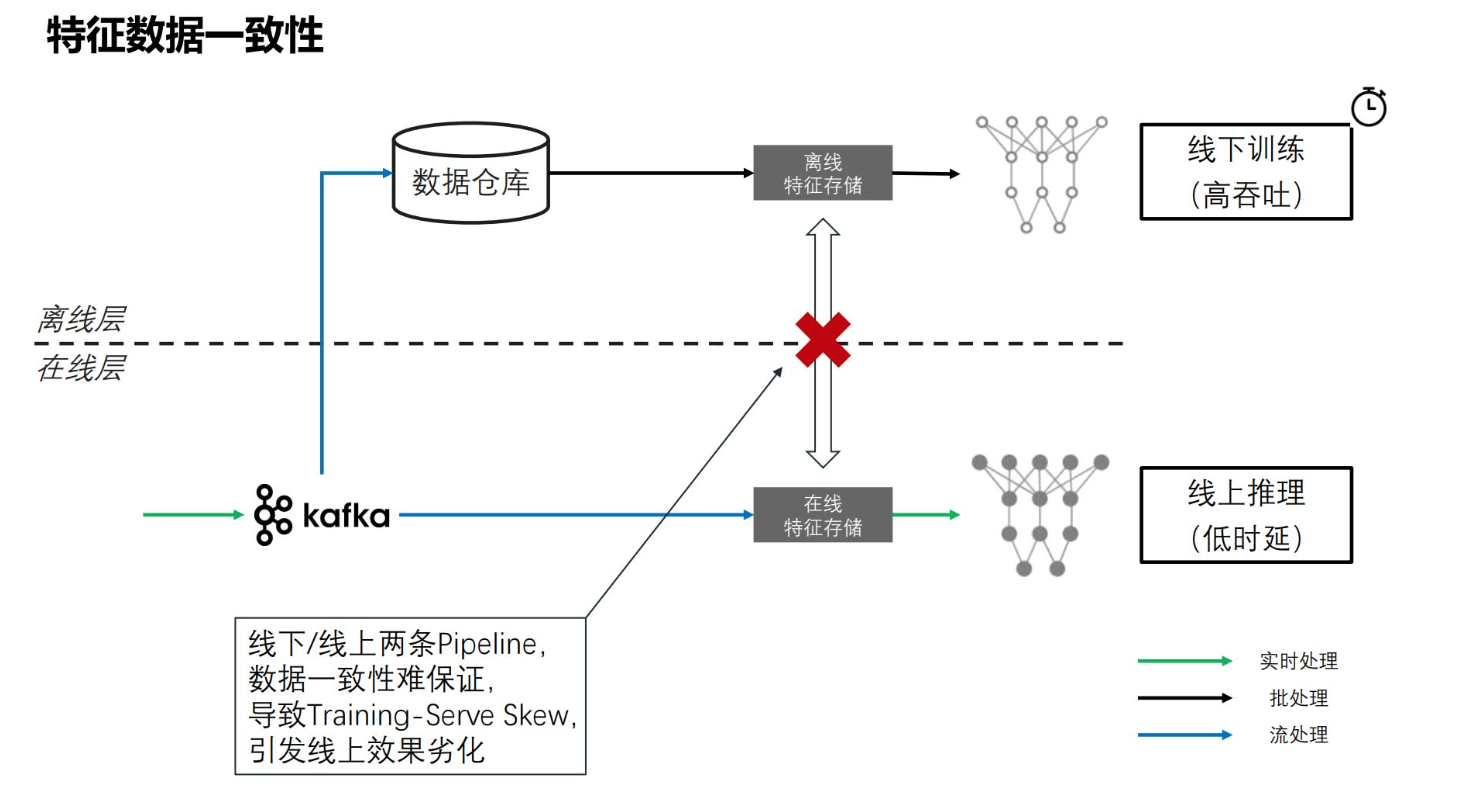 特征数据一致性
数据仓库
离线
特征存储
线下训练
(高吞吐)
离线层
在线层
kafka
在线
特征存储
线上推理
(低时延)
线下/线上两条Pipeline,
数据一致性难保证,
导致Training-Serve Skew,
引发线上效果劣化
实时处理
批处理
流处理